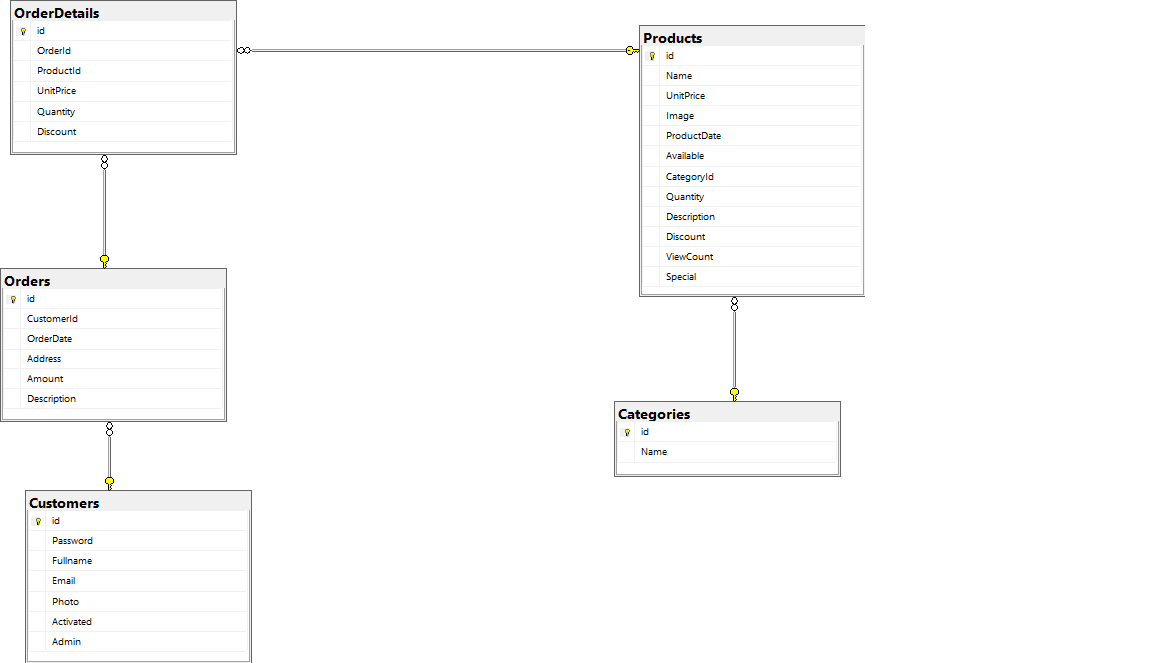 OrderDetails
id
OrderId
ProductId
UnitPrice
Quantity
Discount
Products
id
Name
UnitPrice
Image
ProductDate
Available
CategoryId
Quantity
Description
Discount
ViewCount
Special
Orders
id
CustomerId
OrderDate
Address
Amount
Description
Categories
id
Name
Customers
id
Password
Fullname
Email
Photo
Activated
Admin